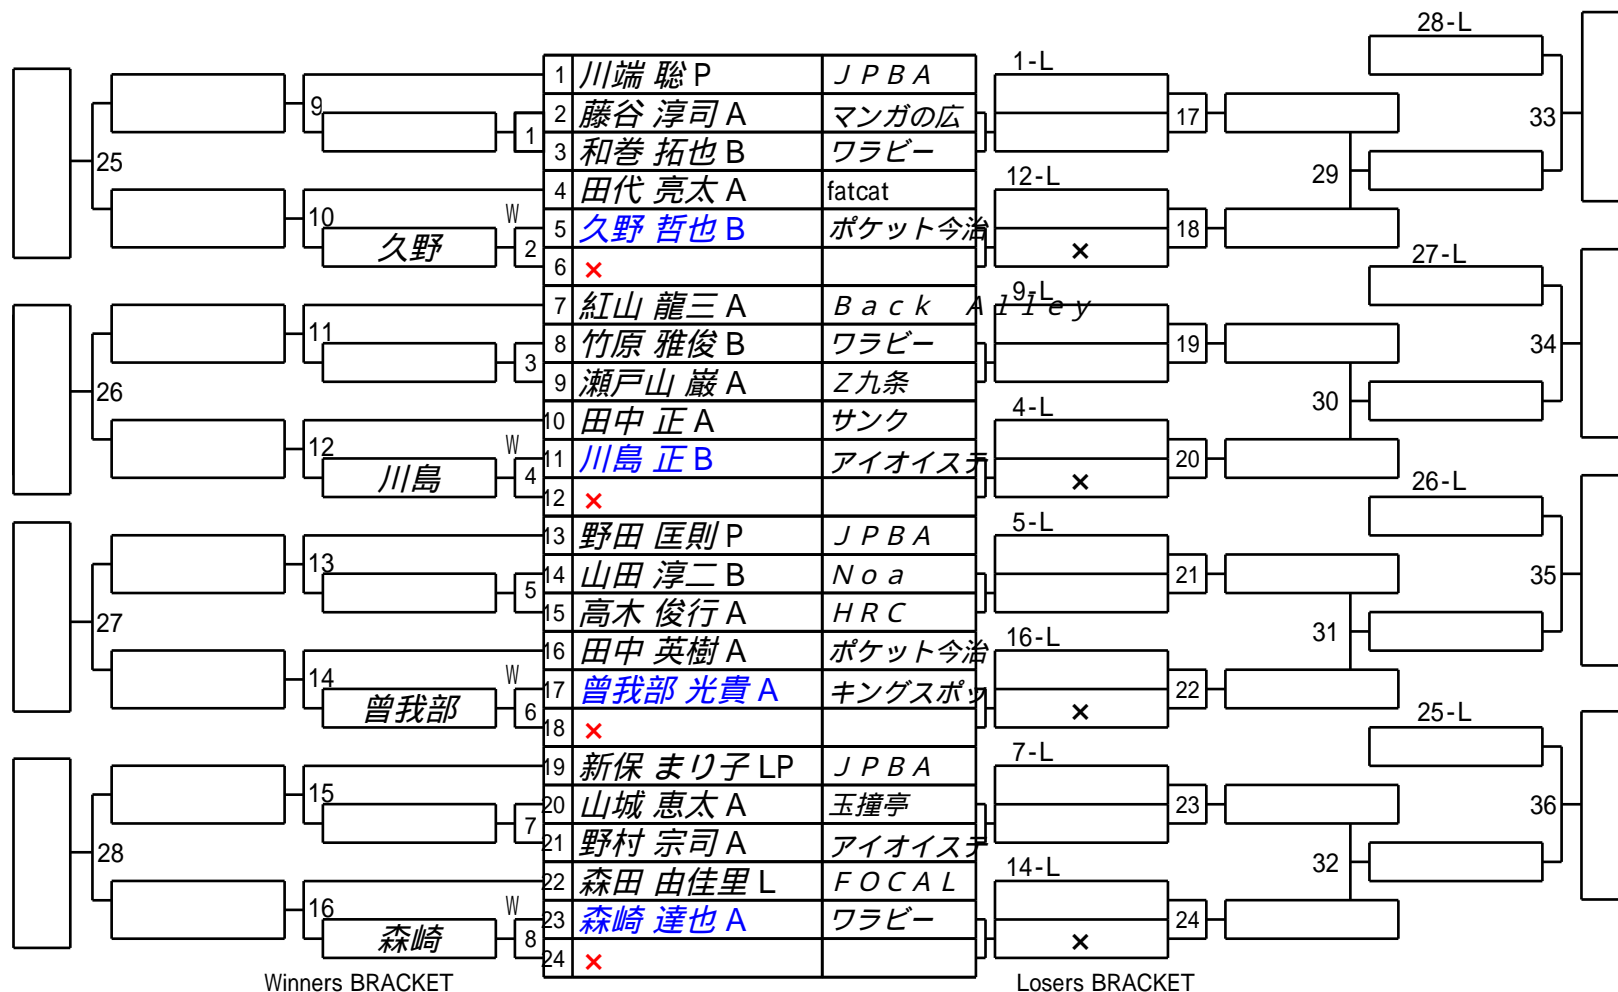 28-L
1 川端 聡 P ＪＰＢＡ 1-L
9 2 藤谷 淳司 A マンガの広 17 33
1 3 和巻 拓也 B ワラビー
25 4 田代 亮太 A fatcat 12-L 29
10 W 5 久野 哲也 B ポケット今治 18
久野 2 6 × × 27-L
7 紅山 龍三 A Ｂａｃｋ Ａｌｌｅｙ 9-L
11 8 竹原 雅俊 B ワラビー 19 34
3 9 瀬戸山 巌 A Ｚ九条
26 10 田中 正 A サンク 4-L 30
12 W 11 川島 正 B アイオイステ 20
川島 4 12 × × 26-L
13 野田 匡則 P ＪＰＢＡ 5-L
13 14 山田 淳二 B Ｎｏａ 21 35
5 15 高木 俊行 A ＨＲＣ
27 16 田中 英樹 A ポケット今治 16-L 31
14 W 17 曾我部 光貴 A キングスポッ 22
曾我部 6 18 × × 25-L
19 新保 まり子 LP ＪＰＢＡ 7-L
15 20 山城 恵太 A 玉撞亭 23 36
7 21 野村 宗司 A アイオイステ
28 22 森田 由佳里 L ＦＯＣＡＬ 14-L 32
16 W 23 森崎 達也 A ワラビー 24
森崎 8 24 × ×
Winners BRACKET Losers BRACKET